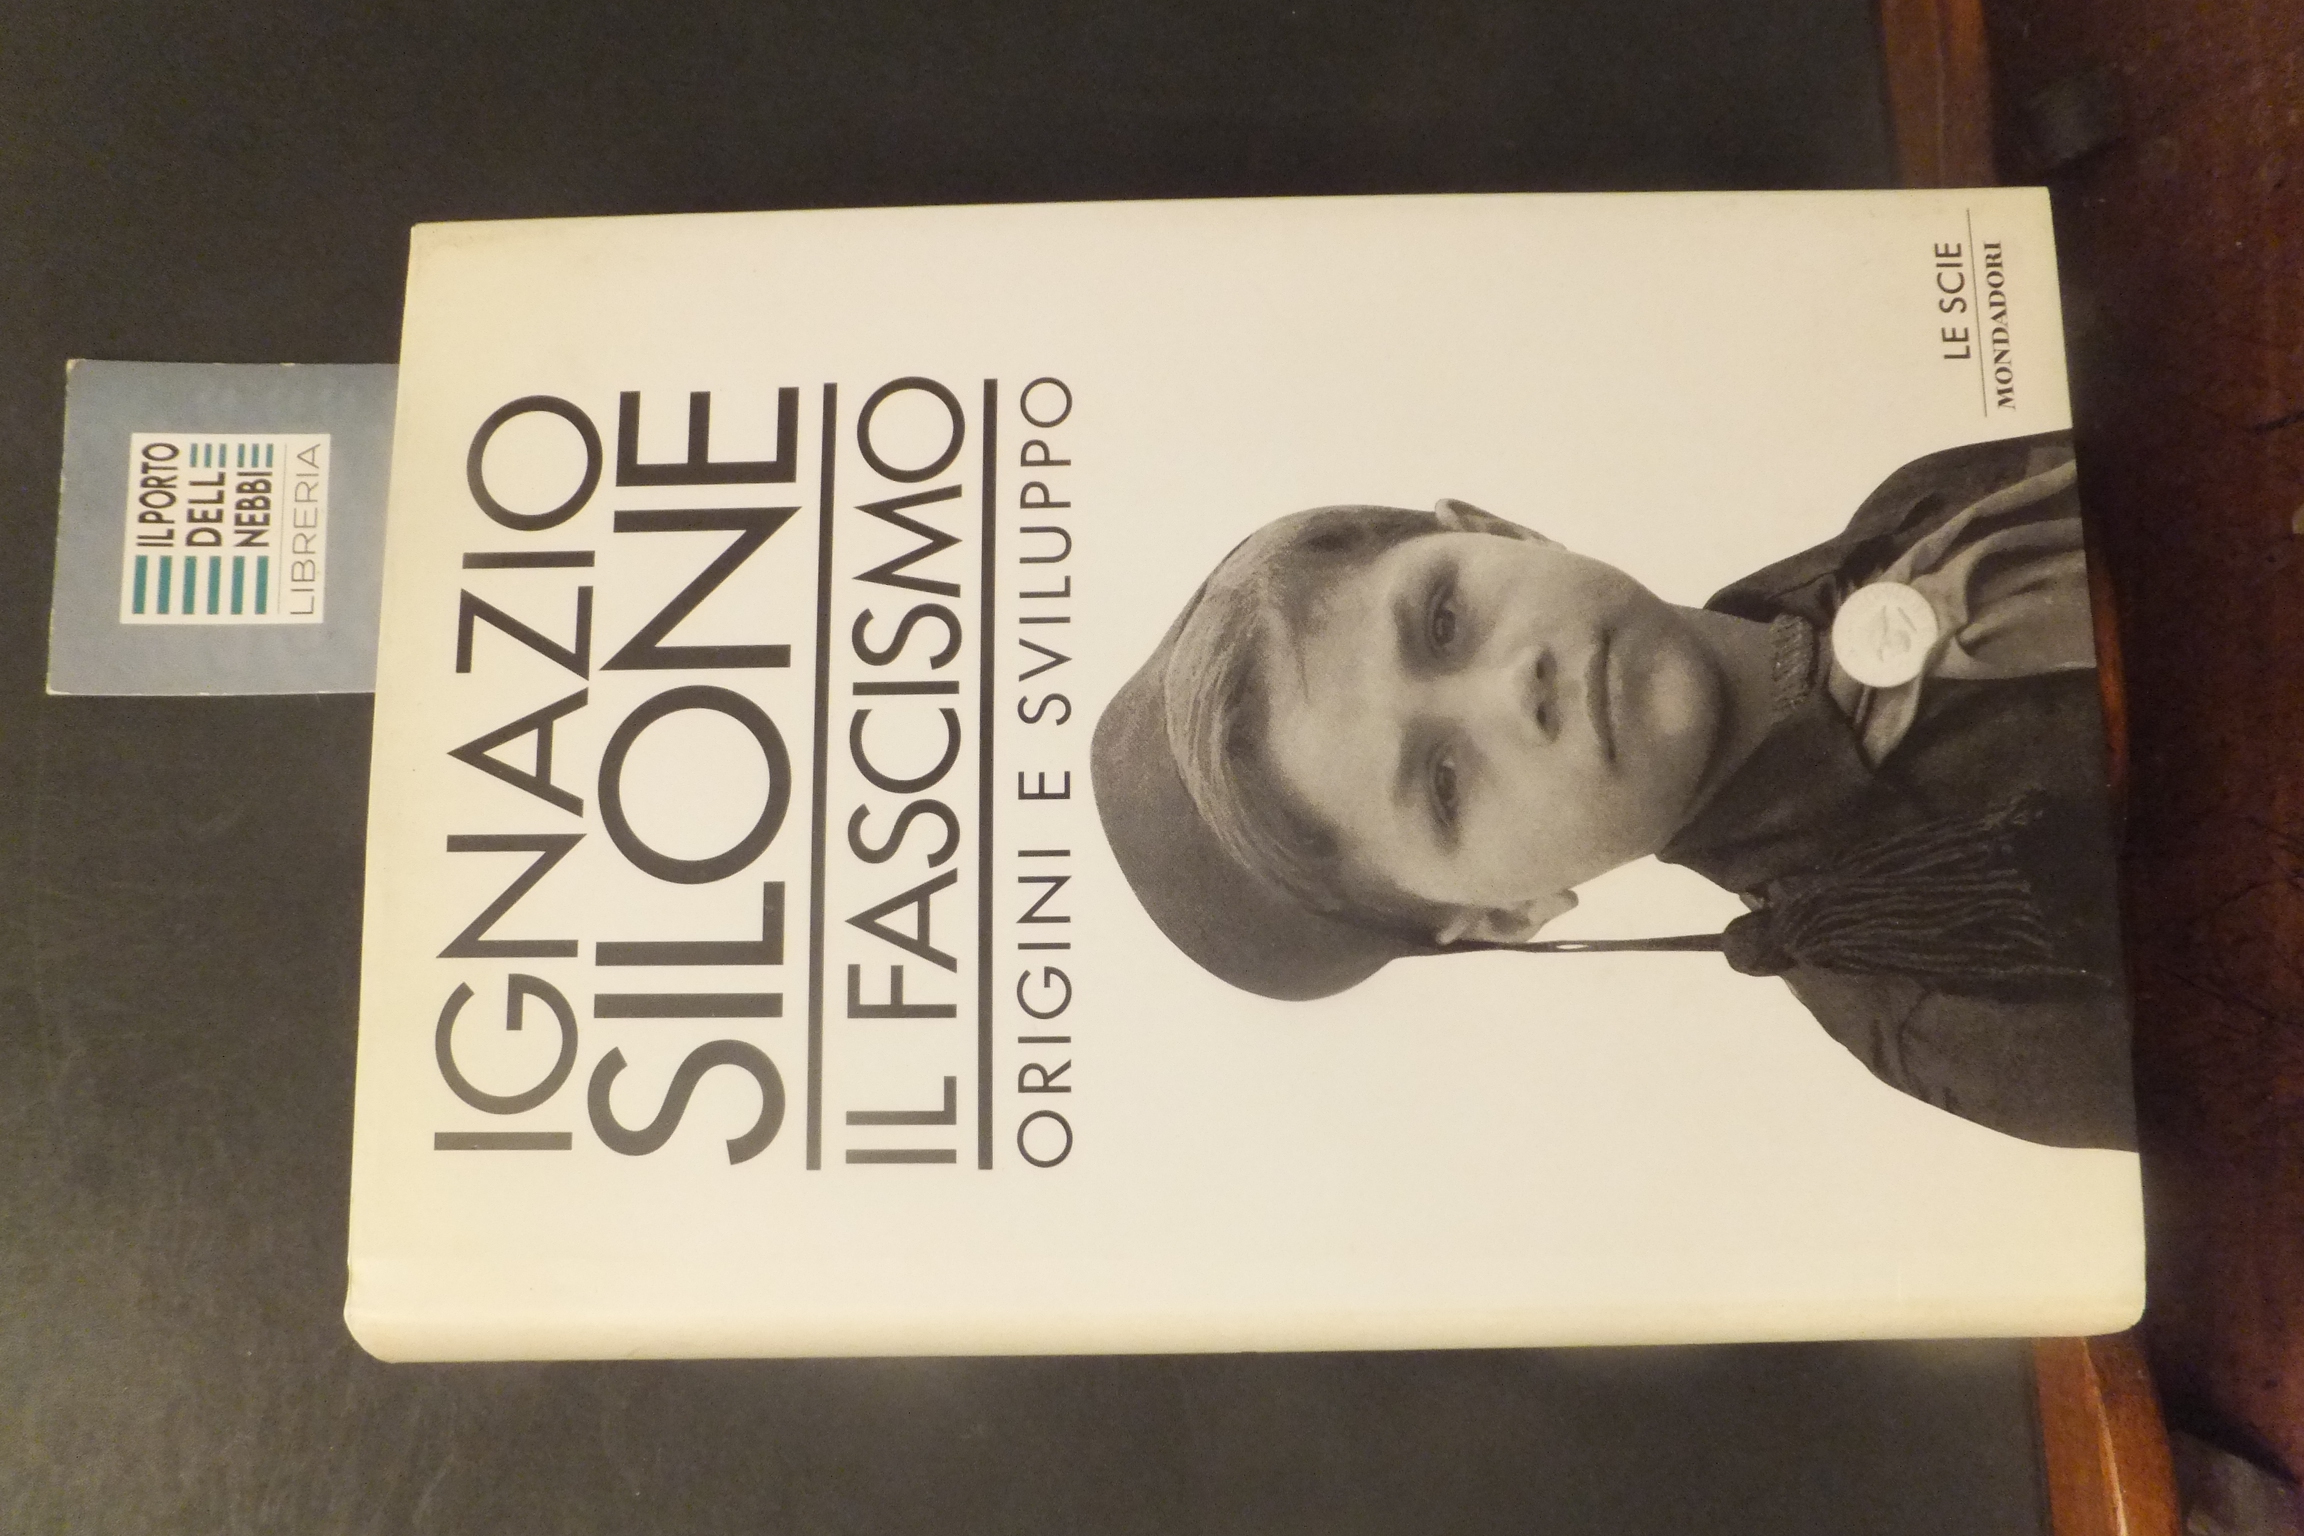 IL PORTO
DELLE
NEBBIE
LIBRERIA
IGNAZIO
SILONE
IL FASCISMO
ORIGINI E SVILUPPO
LE SCIE
MONDADORI